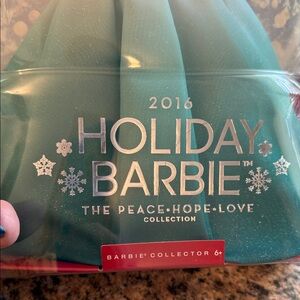 2016
HOLIDAY
BARBIE™
THE PEACE•HOPE•LOVE
COLLECTION
BARBIE® COLLECTOR 6+